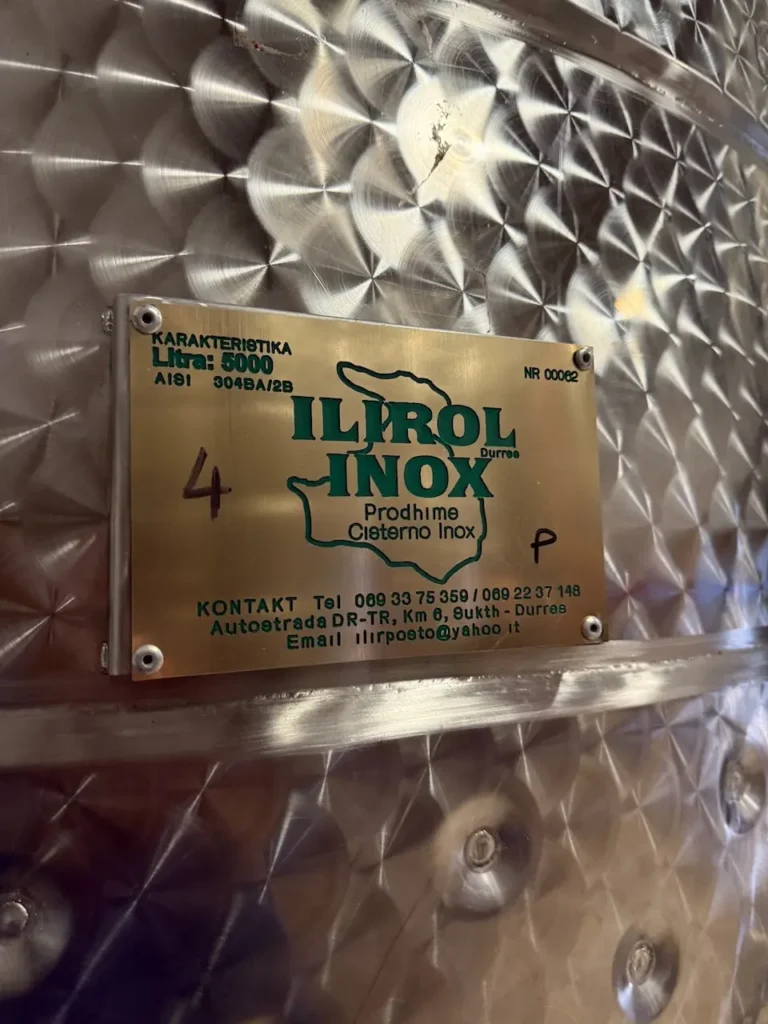 KARAKTERISTIKA
Litra: 5000
AISI 304BA/2B
NR 00062
ILIROL
Durres
INOX
Prodhime
Cisterno Inox
4
P
KONTAKT Tel 069 33 75 359 / 069 22 37 148
Autostrada DR-TR, Km 6, Sukth - Durres
Email ilirposto@yahoo it